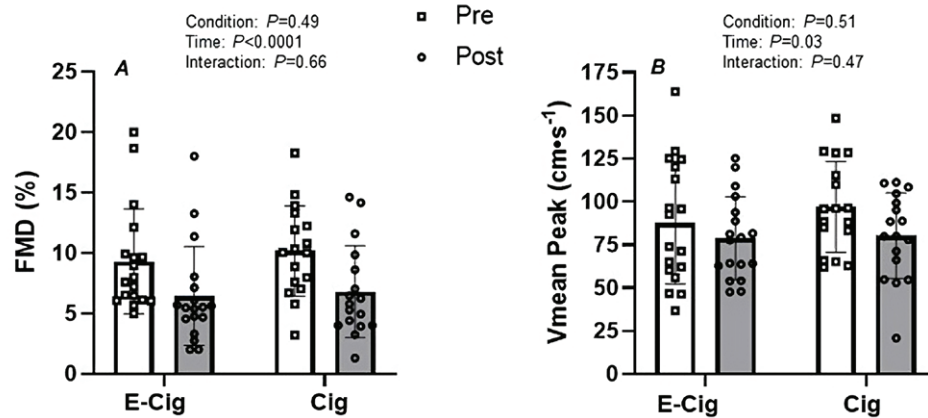 Condition: P=0.49
Time: P<0.0001
Interaction: P=0.66
Pre
Post
Condition: P=0.51
Time: P=0.03
Interaction: P=0.47
A
FMD (%)
25
20
15
10
5
0
E-Cig
Cig
B
Vmean Peak (cm•s⁻¹)
175
150
125
100
75
50
25
0
E-Cig
Cig